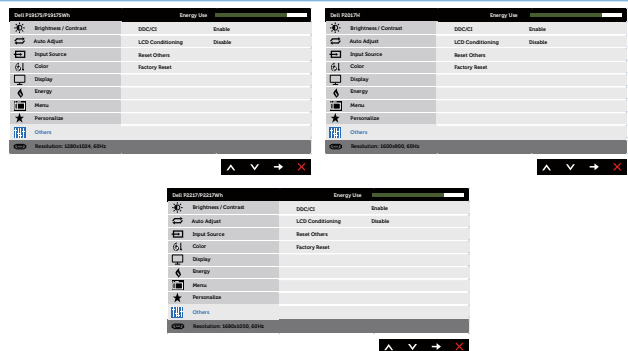 Dell P1917S/P1917SWh Energy Use
Brightness / Contrast DDC/CI Enable
Auto Adjust LCD Conditioning Disable
Input Source Reset Others
Color Factory Reset
Display
Energy
Menu
Personalize
Others
Resolution: 1280x1024, 60Hz
Dell P2017H Energy Use
Brightness / Contrast DDC/CI Enable
Auto Adjust LCD Conditioning Disable
Input Source Reset Others
Color Factory Reset
Display
Energy
Menu
Personalize
Others
Resolution: 1600x900, 60Hz
Dell P2217/P2217Wh Energy Use
Brightness / Contrast DDC/CI Enable
Auto Adjust LCD Conditioning Disable
Input Source Reset Others
Color Factory Reset
Display
Energy
Menu
Personalize
Others
Resolution: 1680x1050, 60Hz